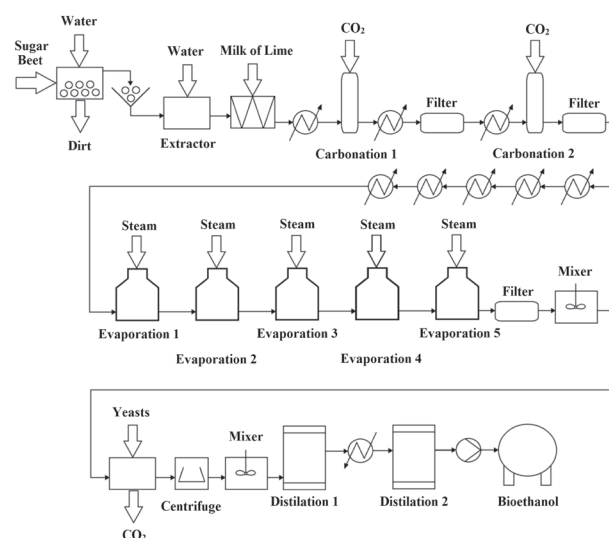 CO₂
CO₂
Water
Sugar
Beet
Water
Milk of Lime
Filter
Filter
Dirt
Extractor
Carbonation 1
Carbonation 2
Steam
Steam
Steam
Steam
Steam
Mixer
Filter
Evaporation 1
Evaporation 3
Evaporation 5
Evaporation 2
Evaporation 4
Yeasts
Mixer
Centrifuge
Distilation 1
Distilation 2
Bioethanol
CO₂